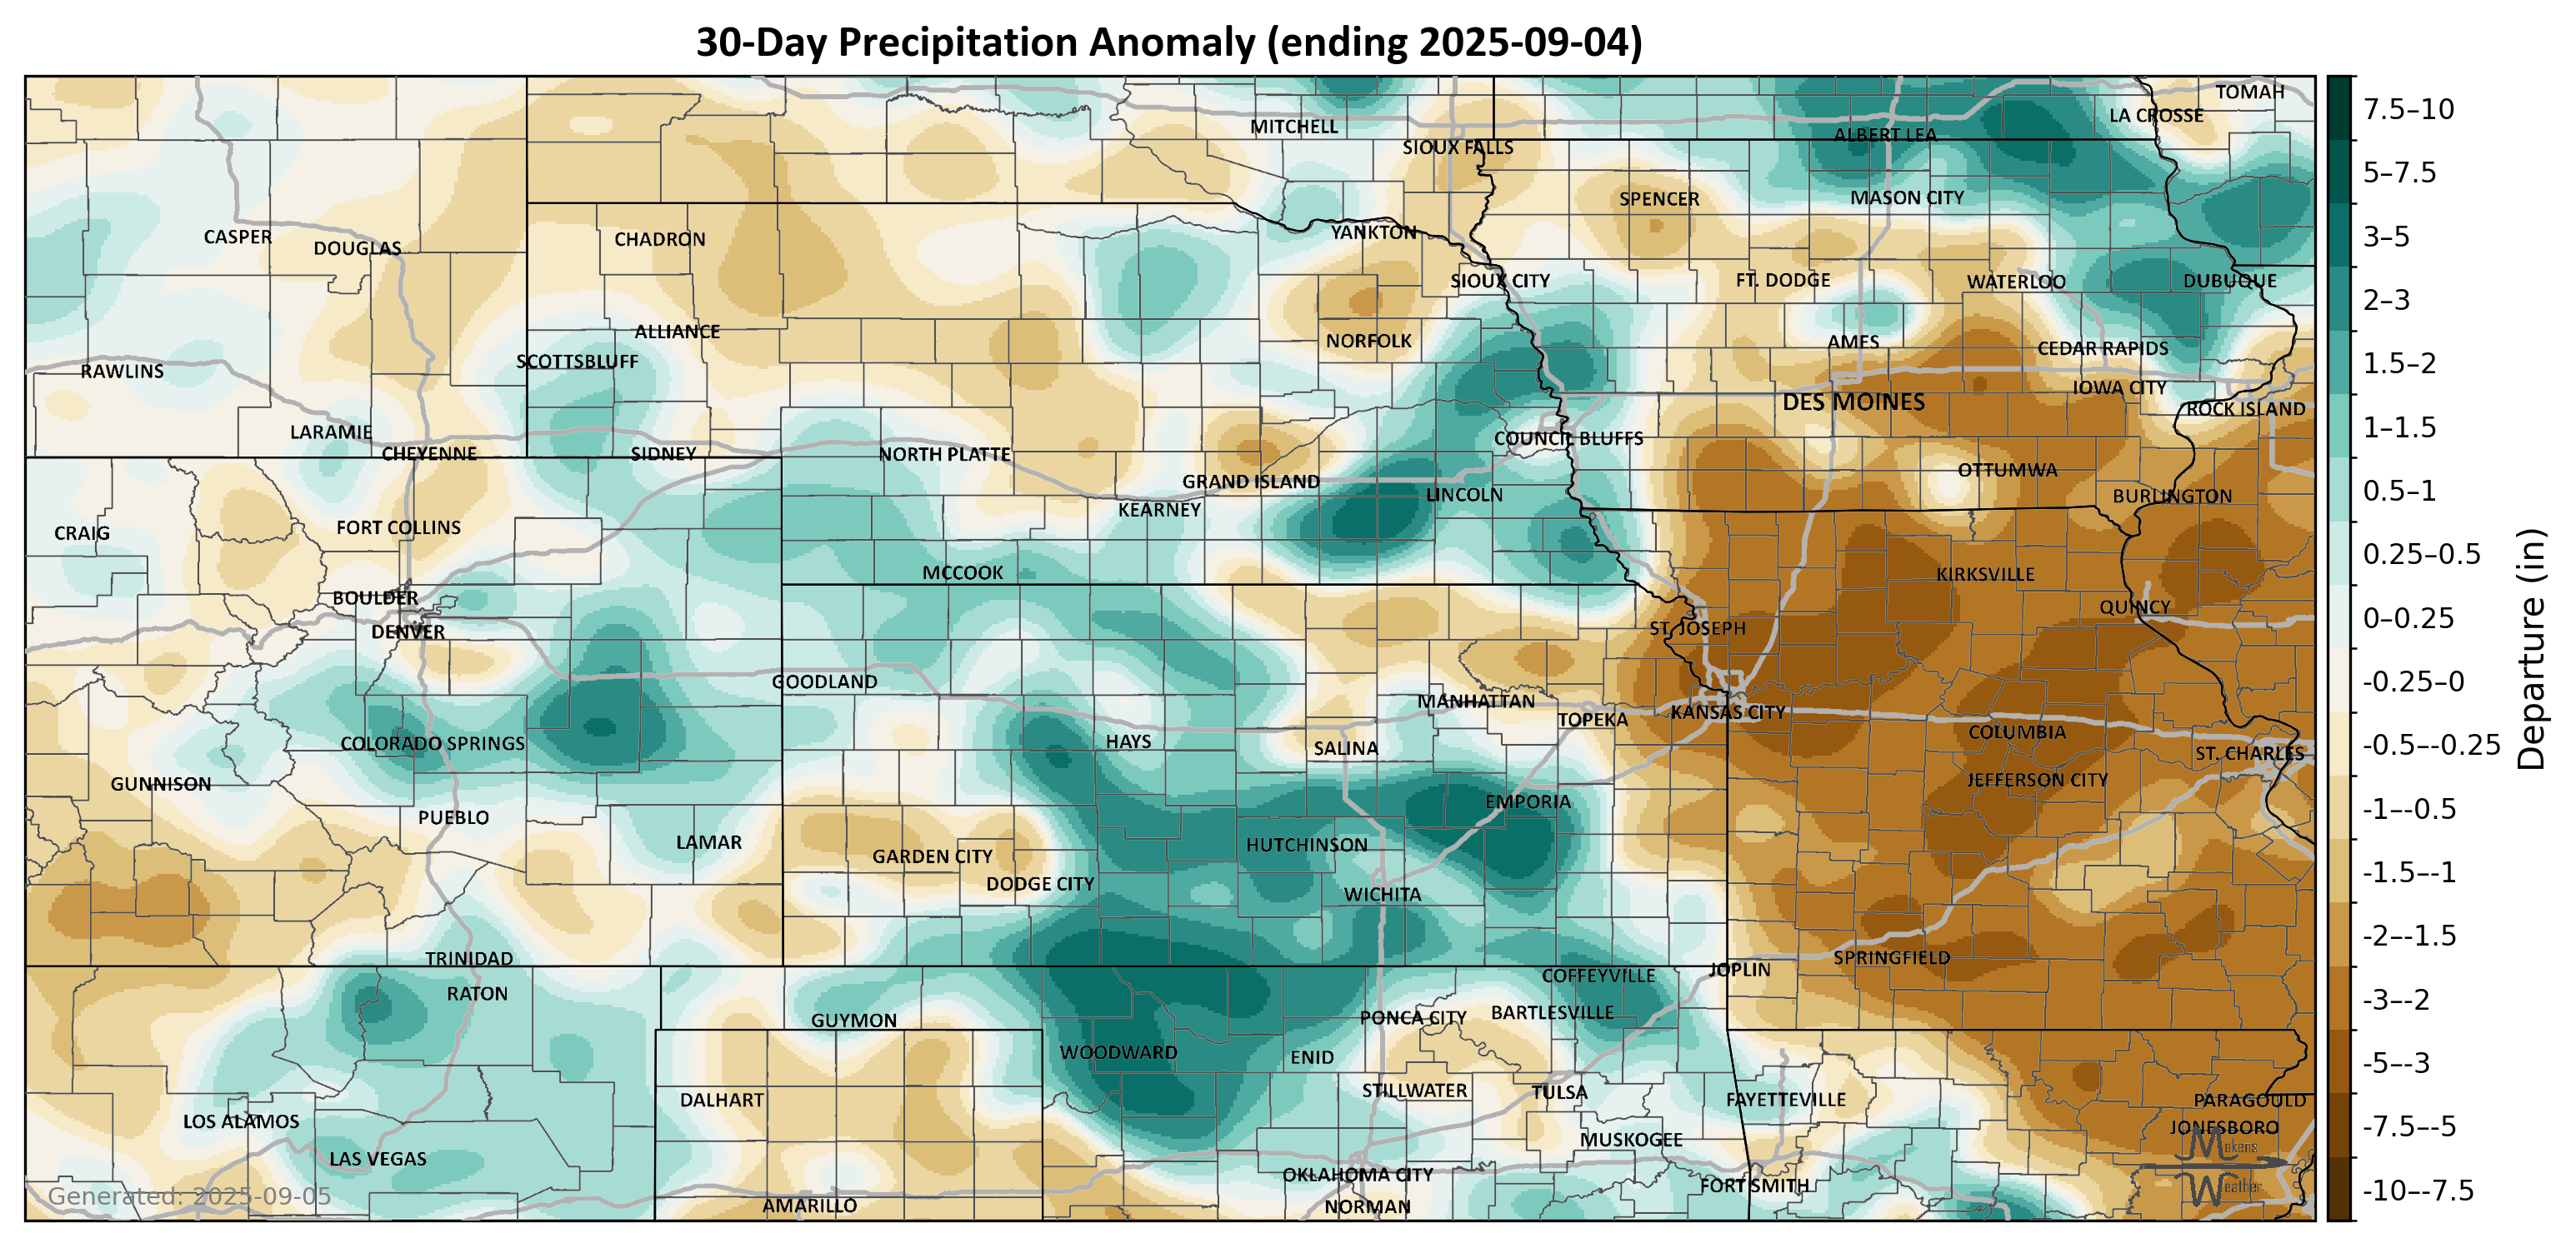 30-Day Precipitation Anomaly (ending 2025-09-04)
TOMAH
LA CROSSE
MITCHELL
ALBERT LEA
SIOUX FALLS
SPENCER
MASON CITY
CASPER
DOUGLAS
CHADRON
YANKTON
SIOUX CITY
FT. DODGE
WATERLOO
DUBUQUE
ALLIANCE
NORFOLK
AMES
CEDAR RAPIDS
SCOTTSBLUFF
RAWLINS
IOWA CITY
DES MOINES
ROCK ISLAND
LARAMIE
COUNCIL BLUFFS
CHEYENNE
SIDNEY
NORTH PLATTE
OTTUMWA
GRAND ISLAND
LINCOLN
BURLINGTON
KEARNEY
CRAIG
FORT COLLINS
MCCOOK
KIRKSVILLE
BOULDER
QUINCY
DENVER
ST. JOSEPH
GOODLAND
MANHATTAN
KANSAS CITY
TOPEKA
COLORADO SPRINGS
HAYS
SALINA
COLUMBIA
ST. CHARLES
GUNNISON
JEFFERSON CITY
EMPORIA
PUEBLO
LAMAR
HUTCHINSON
GARDEN CITY
DODGE CITY
WICHITA
TRINIDAD
SPRINGFIELD
COFFEYVILLE
JOPLIN
RATON
GUYMON
PONCA CITY
BARTLESVILLE
WOODWARD
ENID
STILLWATER
TULSA
DALHART
FAYETTEVILLE
PARAGOULD
LOS ALAMOS
JONESBORO
MUSKOGEE
LAS VEGAS
OKLAHOMA CITY
FORT SMITH
AMARILLO
NORMAN
Makens
Weather
Generated: 2025-09-05
7.5–10
5–7.5
3–5
2–3
1.5–2
1–1.5
0.5–1
0.25–0.5
0–0.25
-0.25–0
-0.5–-0.25
-1–-0.5
-1.5–-1
-2–-1.5
-3–-2
-5–-3
-7.5–-5
-10–-7.5
Departure (in)